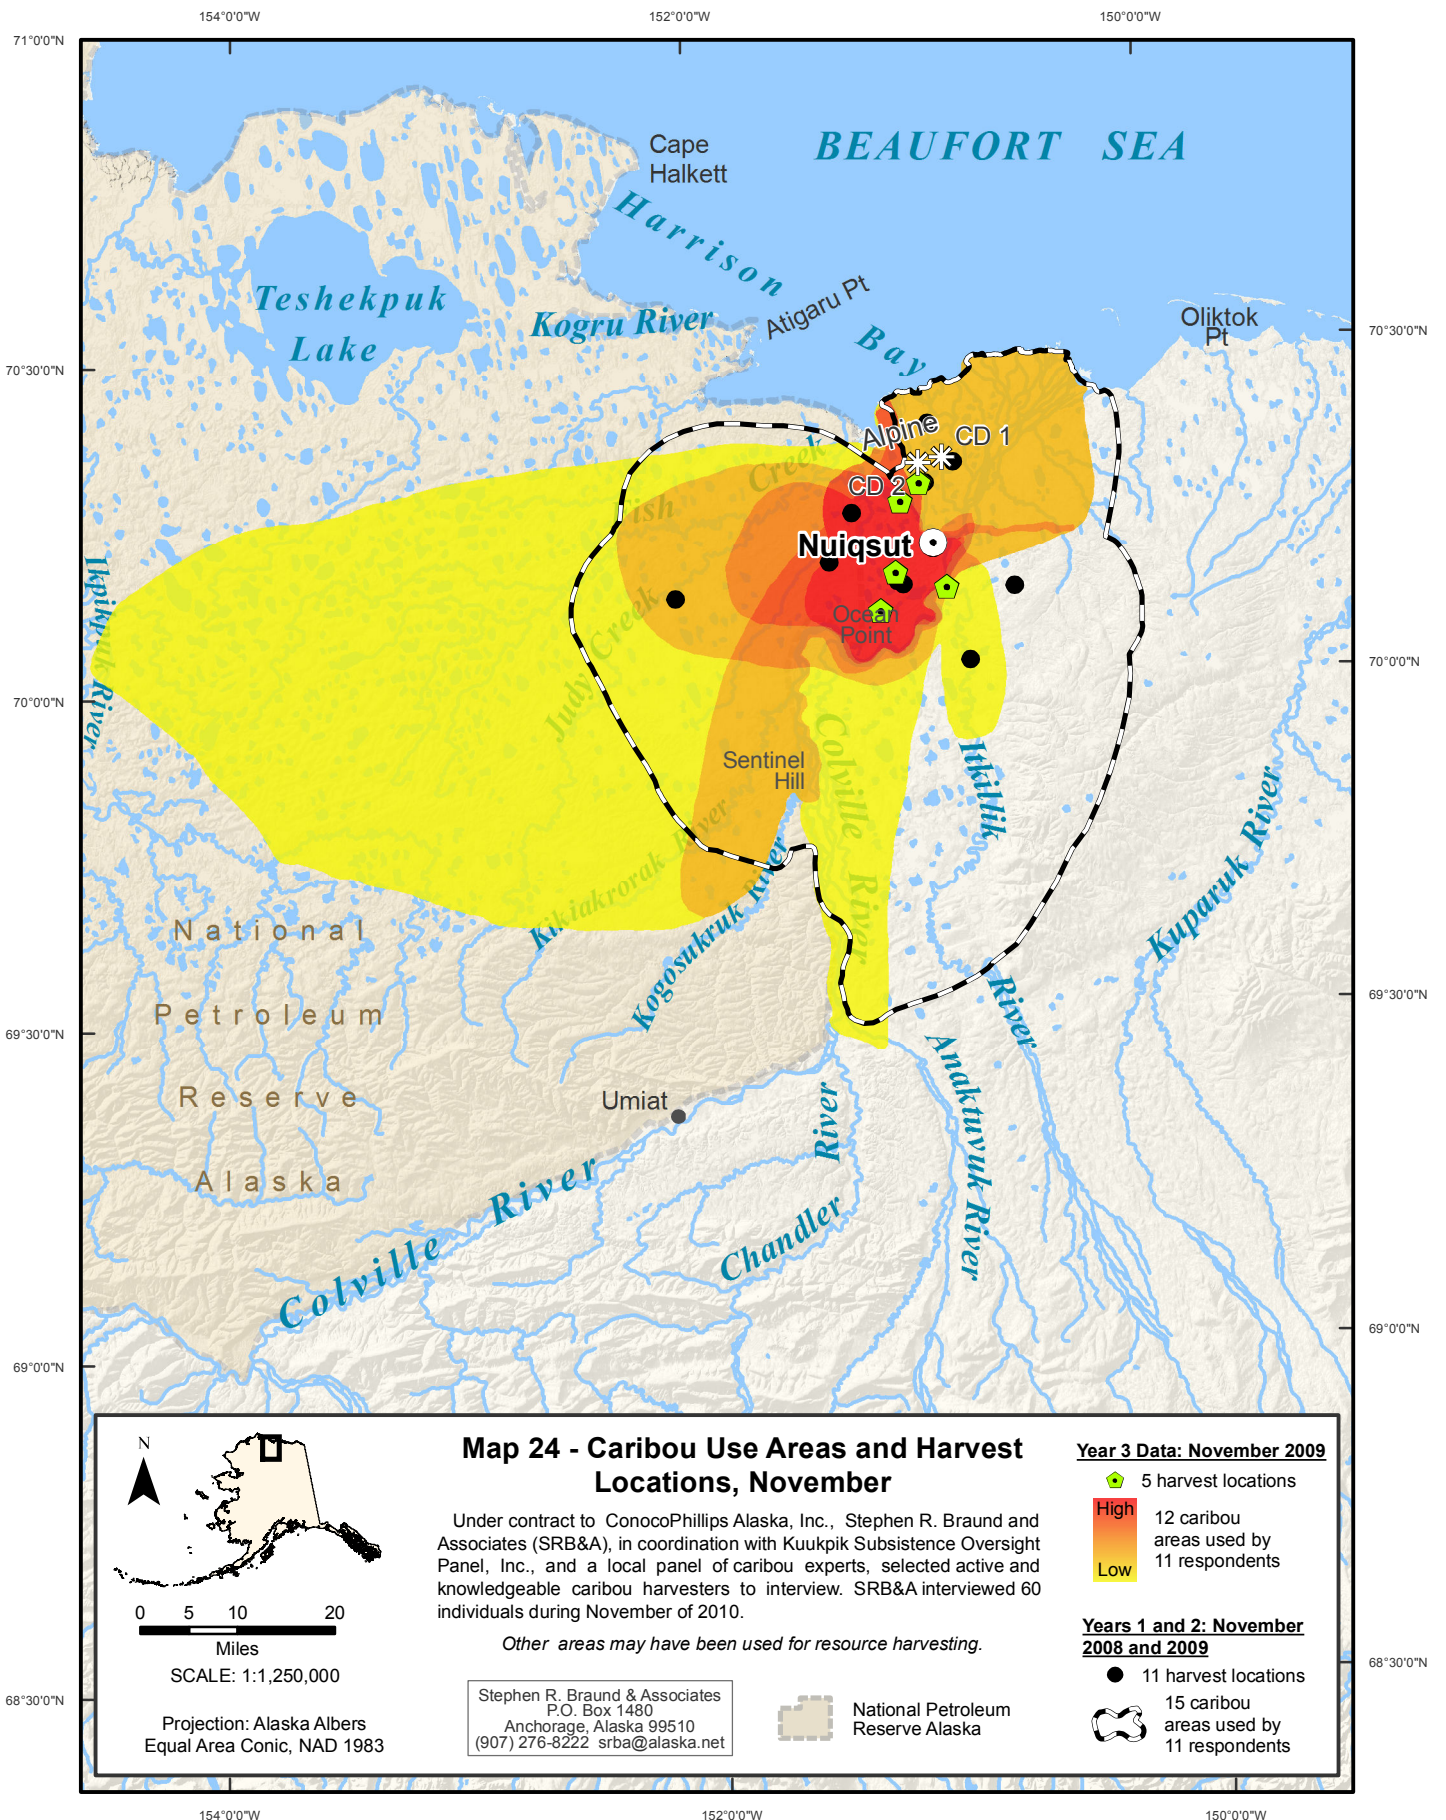 154°0'0"W
152°0'0"W
150°0'0"W
71°0'0"N
BEAUFORT SEA
Cape
Halkett
Harrison
Bay
Teshekpuk
Lake
Kogru River
Atigaru Pt
Oliktok
Pt
70°30'0"N
70°30'0"N
Alpine
CD 1
CD 2
Fish Creek
Nuiqsut
Ikpikpuk River
Judy Creek
Ocean
Point
70°0'0"N
70°0'0"N
Sentinel
Hill
Colville River
Itkillik
River
Kuparuk River
Kikiakrorak River
Kogosukruk River
National
Petroleum
Reserve
Alaska
69°30'0"N
69°30'0"N
Umiat
Anaktuvuk River
Chandler
River
Colville River
69°0'0"N
69°0'0"N
N
0 5 10 20
Miles
SCALE: 1:1,250,000
Projection: Alaska Albers
Equal Area Conic, NAD 1983
Map 24 - Caribou Use Areas and Harvest
Locations, November
Under contract to ConocoPhillips Alaska, Inc., Stephen R. Braund and
Associates (SRB&A), in coordination with Kuukpik Subsistence Oversight
Panel, Inc., and a local panel of caribou experts, selected active and
knowledgeable caribou harvesters to interview. SRB&A interviewed 60
individuals during November of 2010.
Other areas may have been used for resource harvesting.
Stephen R. Braund & Associates
P.O. Box 1480
Anchorage, Alaska 99510
(907) 276-8222 srba@alaska.net
National Petroleum
Reserve Alaska
Year 3 Data: November 2009
5 harvest locations
High
Low
12 caribou
areas used by
11 respondents
Years 1 and 2: November
2008 and 2009
11 harvest locations
15 caribou
areas used by
11 respondents
68°30'0"N
68°30'0"N
154°0'0"W
152°0'0"W
150°0'0"W